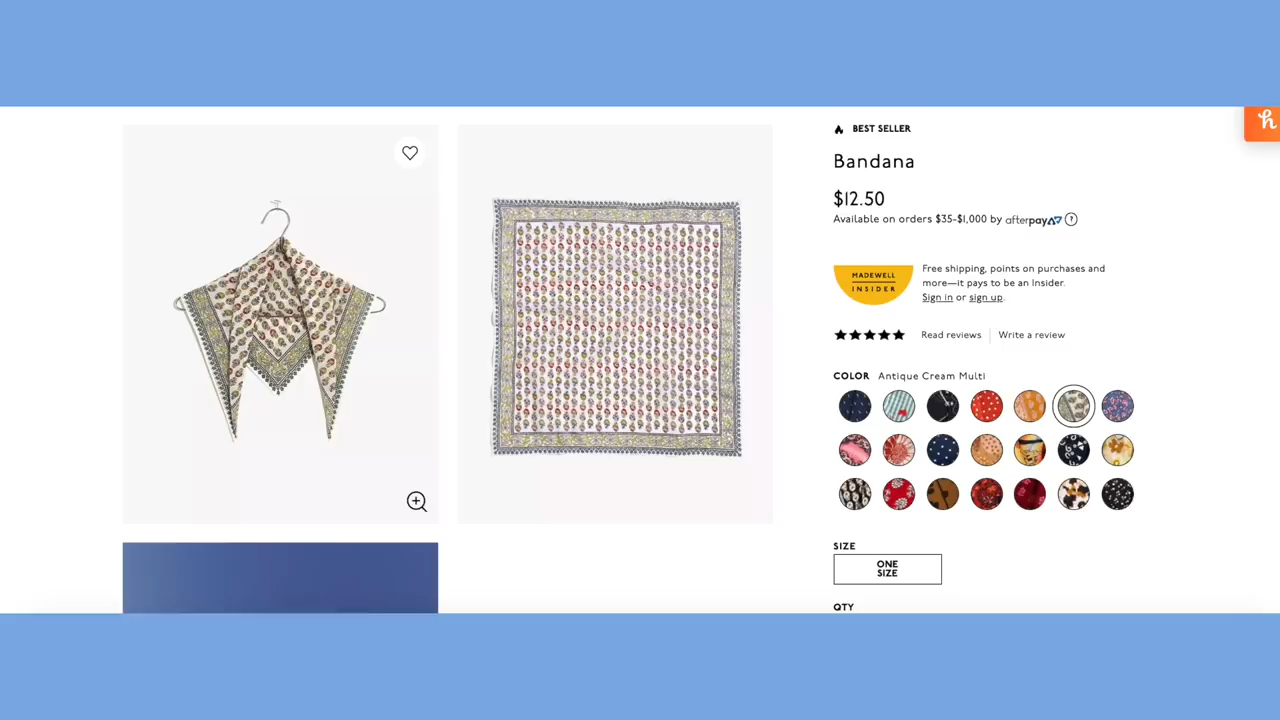 BEST SELLER
Bandana
$12.50
Available on orders $35-$1,000 by afterpay ?
MADEWELL
INSIDER
Free shipping, points on purchases and
more—it pays to be an Insider.
Sign in or sign up.
Read reviews Write a review
COLOR Antique Cream Multi
SIZE
ONE
SIZE
QTY
h